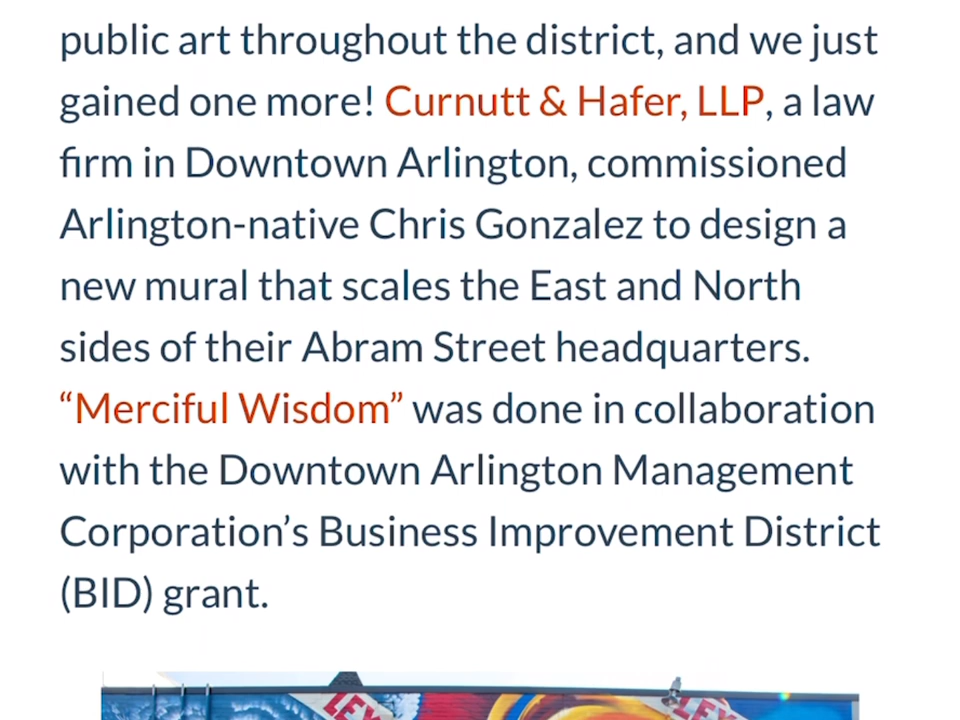 public art throughout the district, and we just
gained one more! Curnutt & Hafer, LLP, a law
firm in Downtown Arlington, commissioned
Arlington-native Chris Gonzalez to design a
new mural that scales the East and North
sides of their Abram Street headquarters.
“Merciful Wisdom” was done in collaboration
with the Downtown Arlington Management
Corporation’s Business Improvement District
(BID) grant.
LEX
LEX